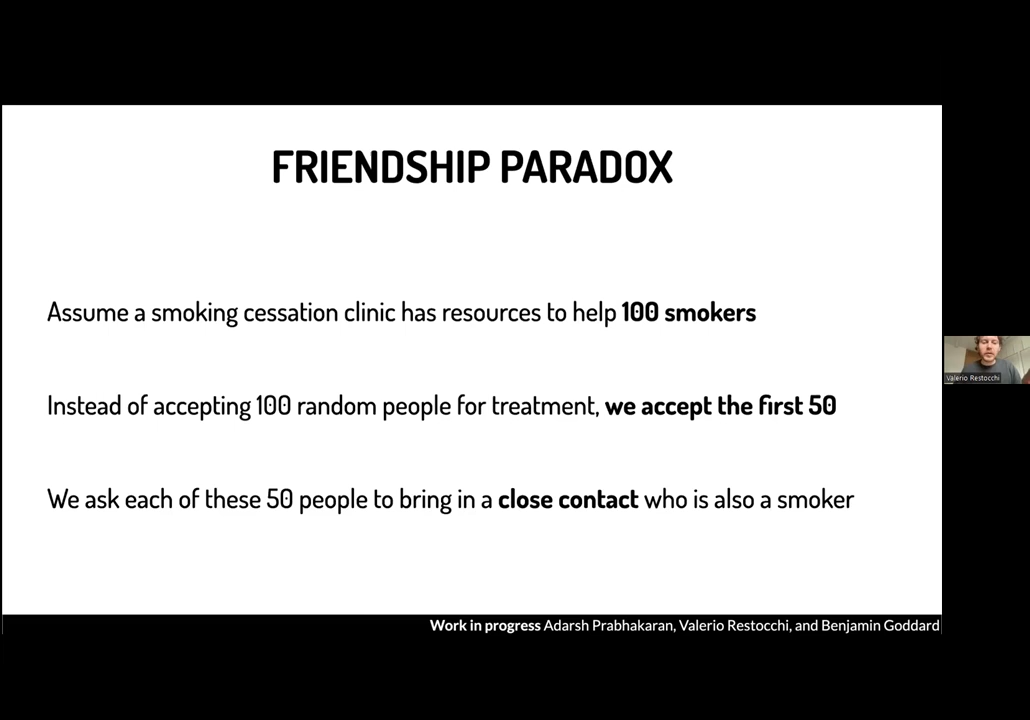 FRIENDSHIP PARADOX
Assume a smoking cessation clinic has resources to help 100 smokers
Instead of accepting 100 random people for treatment, we accept the first 50
Valerio Restocchi
We ask each of these 50 people to bring in a close contact who is also a smoker
Work in progress Adarsh Prabhakaran, Valerio Restocchi, and Benjamin Goddard